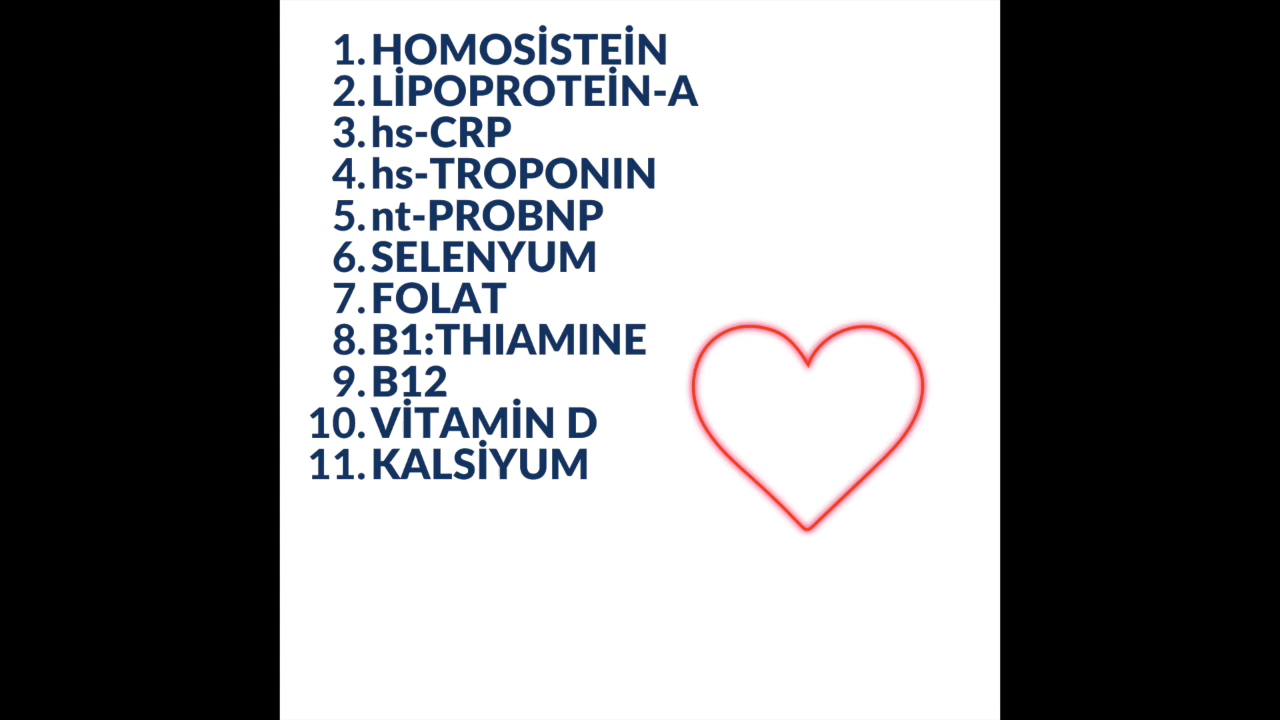 1. HOMOSİSTEİN
2. LİPOPROTEİN-A
3. hs-CRP
4. hs-TROPONIN
5. nt-PROBNP
6. SELENYUM
7. FOLAT
8. B1:THIAMINE
9. B12
10. VİTAMİN D
11. KALSİYUM